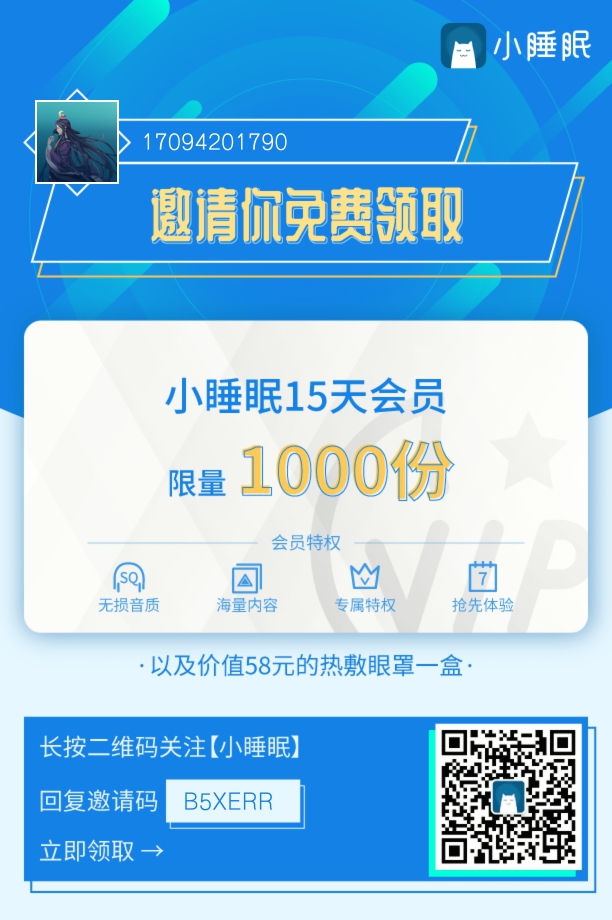 小睡眠
17094201790
邀请你免费领取
小睡眠15天会员
限量 1000份
会员特权
SQ 7
无损音质 海量内容 专属特权 抢先体验
VIP
·以及价值58元的热敷眼罩一盒·
长按二维码关注【小睡眠】
回复邀请码 B5XERR
立即领取 →